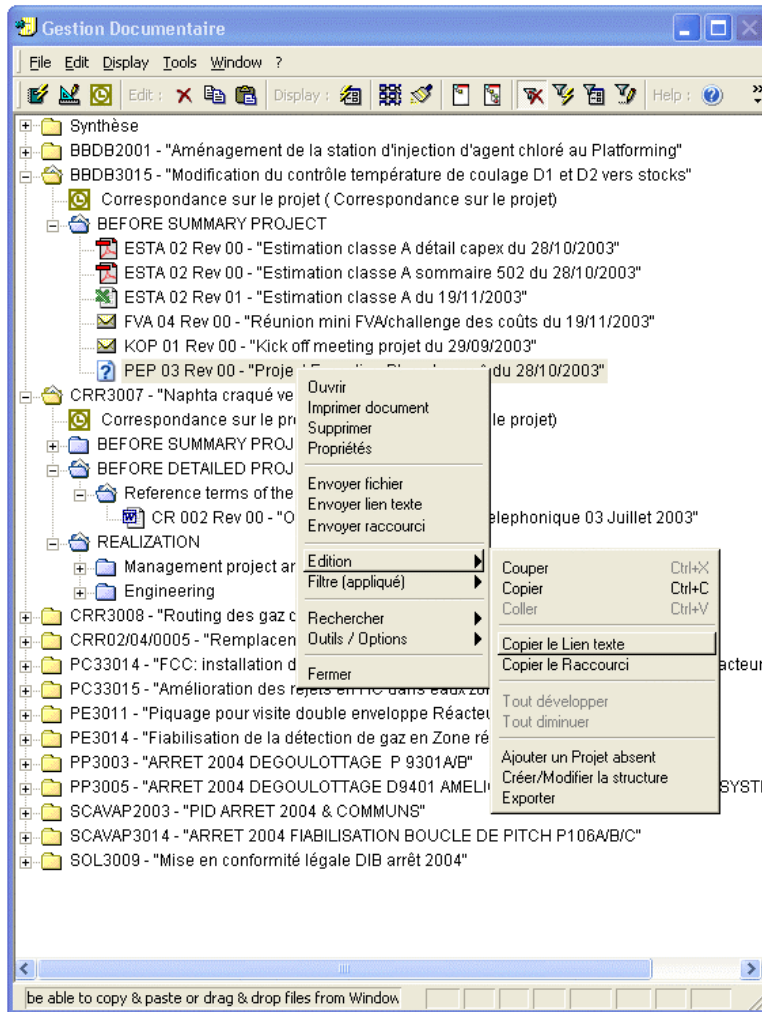 Gestion Documentaire
File Edit Display Tools Window ?
Edit : Display : Help : »
Synthèse
BBDB2001 - "Aménagement de la station d'injection d'agent chloré au Platforming"
BBDB3015 - "Modification du contrôle température de coulage D1 et D2 vers stocks"
Correspondance sur le projet ( Correspondance sur le projet)
BEFORE SUMMARY PROJECT
ESTA 02 Rev 00 - "Estimation classe A détail capex du 28/10/2003"
ESTA 02 Rev 00 - "Estimation classe A sommaire 502 du 28/10/2003"
ESTA 02 Rev 01 - "Estimation classe A du 19/11/2003"
FVA 04 Rev 00 - "Réunion mini FVA/challenge des coûts du 19/11/2003"
KOP 01 Rev 00 - "Kick off meeting projet du 29/09/2003"
PEP 03 Rev 00 - "Projet du 28/10/2003"
CRR3007 - "Naphta craqué ve
Correspondance sur le pr le projet)
BEFORE SUMMARY PROJ
BEFORE DETAILED PROJ
Reference terms of the
CR 002 Rev 00 - "O elephonique 03 Juillet 2003"
REALIZATION
Management project an
Engineering
CRR3008 - "Routing des gaz c
CRR02/04/0005 - "Remplacen
PC33014 - "FCC: installation d acteur
PC33015 - "Amélioration des rejets en HC dans eaux
PE3011 - "Piquage pour visite double enveloppe Réacteu
PE3014 - "Fiabilisation de la détection de gaz en Zone ré
PP3003 - "ARRET 2004 DEGOULOTTAGE P 9301A/B"
PP3005 - "ARRET 2004 DEGOULOTTAGE D9401 AMELI SYSTE
SCAVAP2003 - "PID ARRET 2004 & COMMUNS"
SCAVAP3014 - "ARRET 2004 FIABILISATION BOUCLE DE PITCH P106A/B/C"
SOL3009 - "Mise en conformité légale DIB arrêt 2004"
Ouvrir
Imprimer document
Supprimer
Propriétés
Envoyer fichier
Envoyer lien texte
Envoyer raccourci
Edition
Filtre (appliqué)
Rechercher
Outils / Options
Fermer
Couper Ctrl+X
Copier Ctrl+C
Coller Ctrl+V
Copier le Lien texte
Copier le Raccourci
Tout développer
Tout diminuer
Ajouter un Projet absent
Créer/Modifier la structure
Exporter
be able to copy & paste or drag & drop files from Window